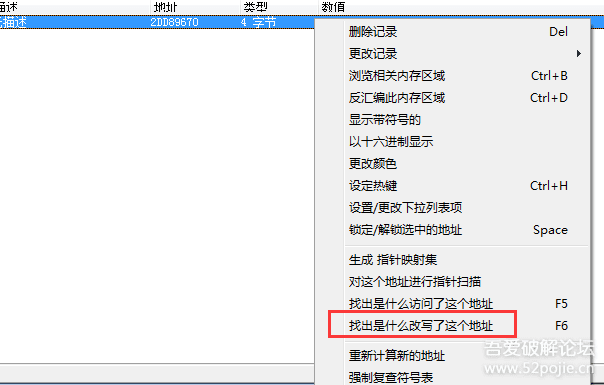 描述 地址 类型 数值
描述 2DD89670 4 字节
删除记录 Del
更改记录
浏览相关内存区域 Ctrl+B
反汇编此内存区域 Ctrl+D
显示带符号的
以十六进制显示
更改颜色
设定热键 Ctrl+H
设置/更改下拉列表项
锁定/解锁选中的地址 Space
生成 指针映射集
对这个地址进行指针扫描
找出是什么访问了这个地址 F5
找出是什么改写了这个地址 F6
重新计算新的地址
强制复查符号表
吾爱破解论坛
www.52pojie.cn